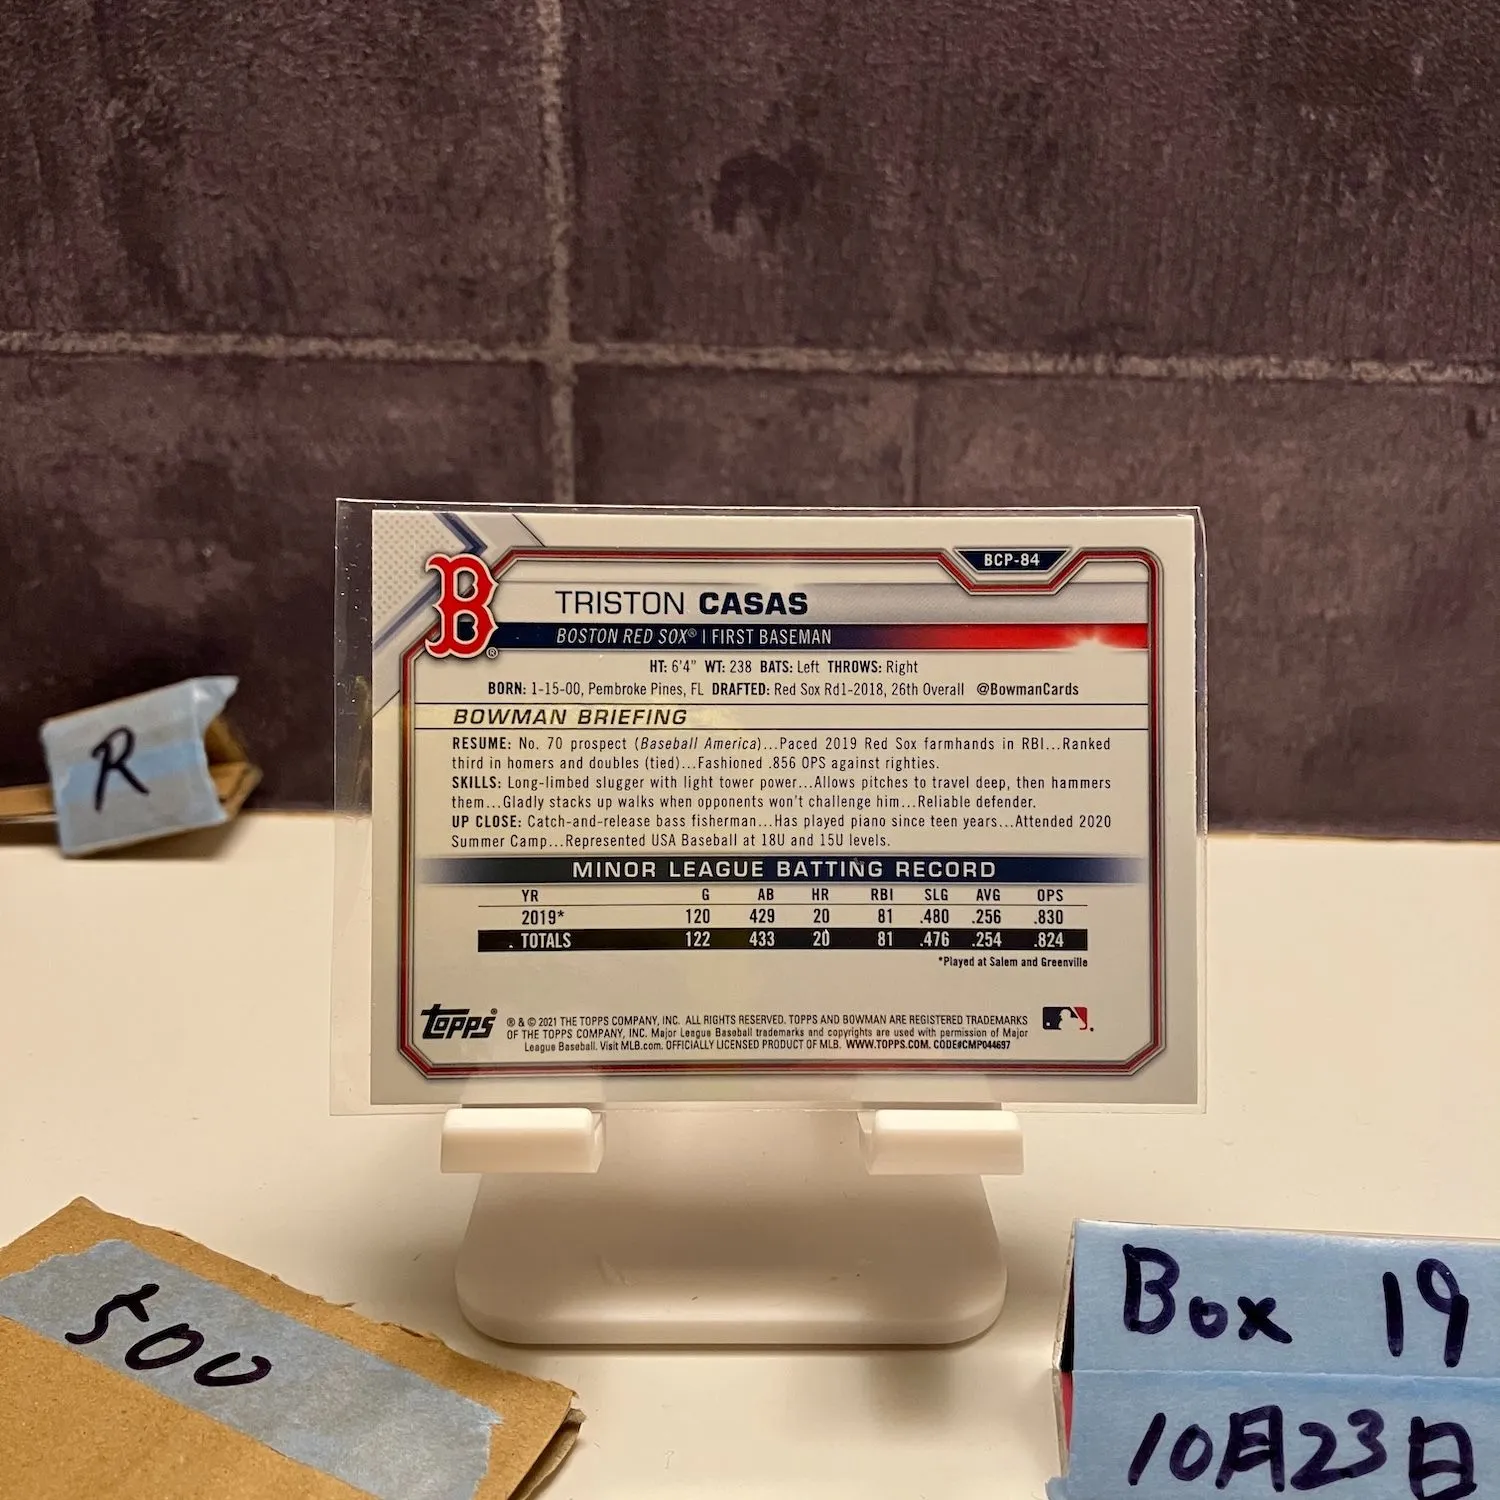 BCP-84
B®
TRISTON CASAS
BOSTON RED SOX® | FIRST BASEMAN
HT: 6'4" WT: 238 BATS: Left THROWS: Right
BORN: 1-15-00, Pembroke Pines, FL DRAFTED: Red Sox Rd1-2018, 26th Overall @BowmanCards
BOWMAN BRIEFING
RESUME: No. 70 prospect (Baseball America)...Paced 2019 Red Sox farmhands in RBI...Ranked
third in homers and doubles (tied)...Fashioned .856 OPS against righties.
SKILLS: Long-limbed slugger with light tower power...Allows pitches to travel deep, then hammers
them...Gladly stacks up walks when opponents won't challenge him...Reliable defender.
UP CLOSE: Catch-and-release bass fisherman...Has played piano since teen years...Attended 2020
Summer Camp...Represented USA Baseball at 18U and 15U levels.
MINOR LEAGUE BATTING RECORD
YR G AB HR RBI SLG AVG OPS
2019* 120 429 20 81 .480 .256 .830
TOTALS 122 433 20 81 .476 .254 .824
*Played at Salem and Greenville
Topps ® & © 2021 THE TOPPS COMPANY, INC. ALL RIGHTS RESERVED. TOPPS AND BOWMAN ARE REGISTERED TRADEMARKS
OF THE TOPPS COMPANY, INC. Major League Baseball trademarks and copyrights are used with permission of Major
League Baseball. Visit MLB.com. OFFICIALLY LICENSED PRODUCT OF MLB. WWW.TOPPS.COM. CODE#CMP044697
R
500
Box 19
10月23日